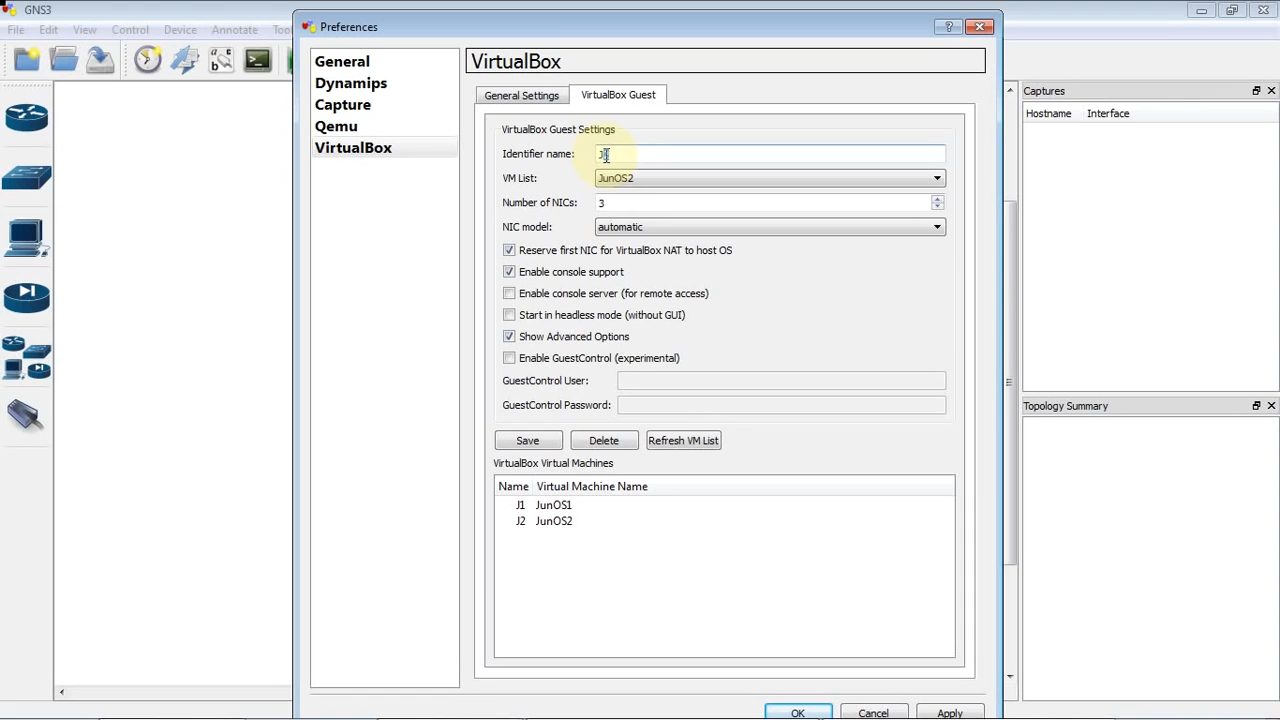 GNS3
File Edit View Control Device Annotate
Preferences
General
Dynamips
Capture
Qemu
VirtualBox
VirtualBox
General Settings
VirtualBox Guest
VirtualBox Guest Settings
Identifier name: J
VM List: JunOS2
Number of NICs: 3
NIC model: automatic
Reserve first NIC for VirtualBox NAT to host OS
Enable console support
Enable console server (for remote access)
Start in headless mode (without GUI)
Show Advanced Options
Enable GuestControl (experimental)
GuestControl User:
GuestControl Password:
Save Delete Refresh VM List
VirtualBox Virtual Machines
Name Virtual Machine Name
J1 JunOS1
J2 JunOS2
OK Cancel Apply
Captures
Hostname Interface
Topology Summary